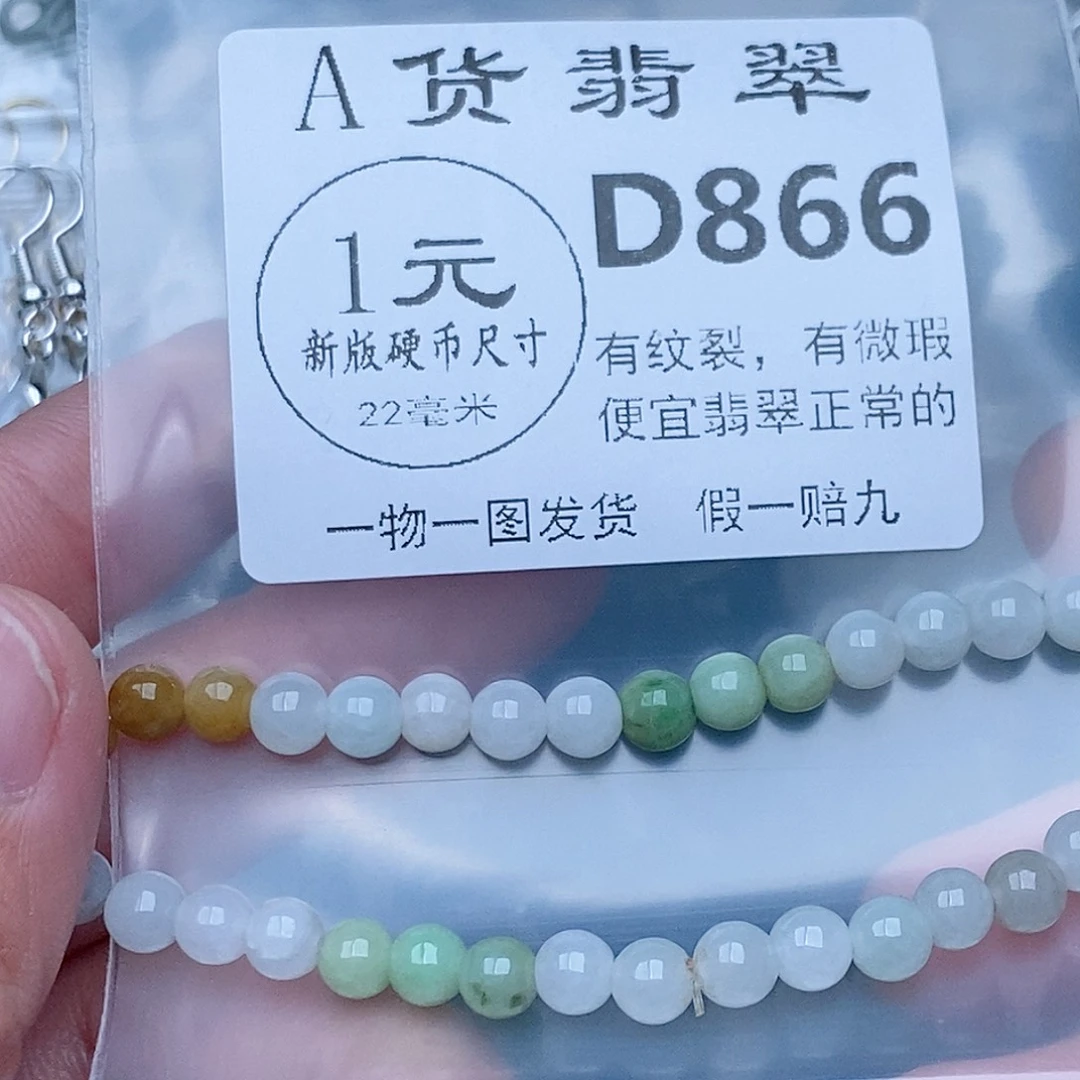 A货翡翠
1元
新版硬币尺寸
22毫米
D866
有纹裂，有微瑕
便宜翡翠正常的
一物一图发货 假一赔九